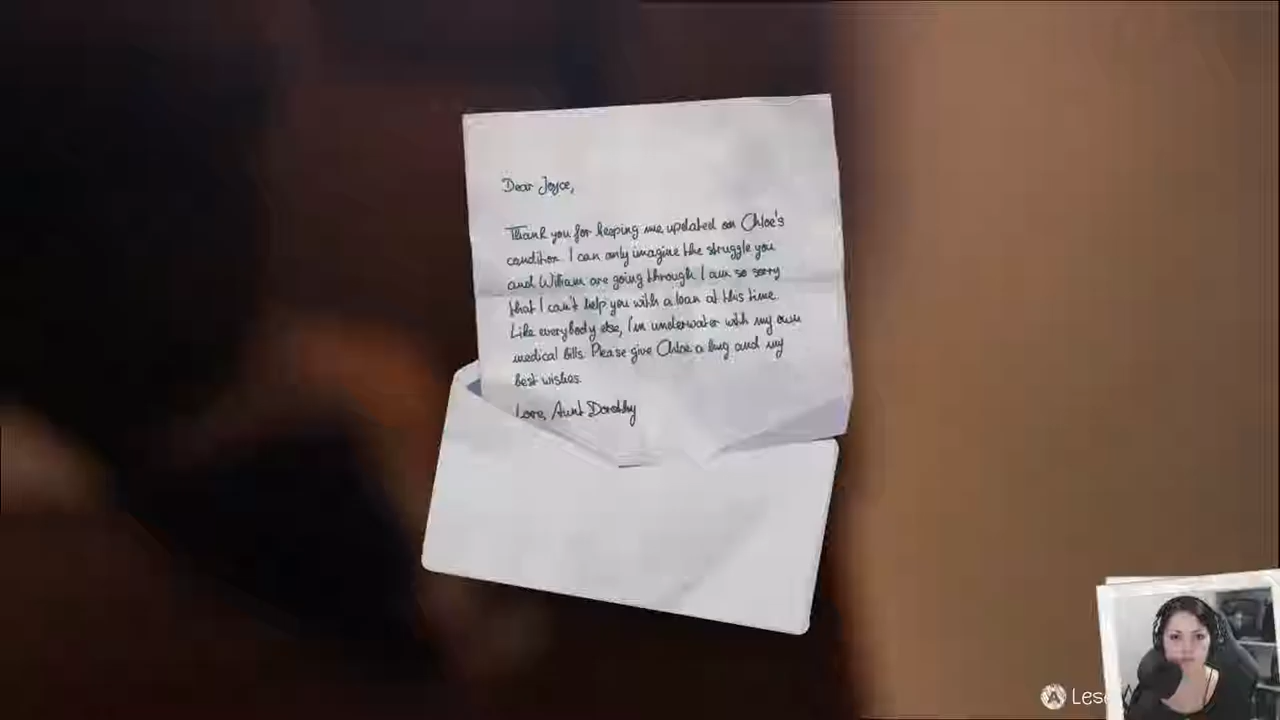 Dear Joyce,
Thank you for keeping me updated on Chloe's
condition. I can only imagine the struggle you
and William are going through. I am so sorry
that I can't help you with a loan at this time.
Like everybody else, I'm underwater with my own
medical bills. Please give Chloe a hug and my
best wishes.
Love, Aunt Dorothy
A